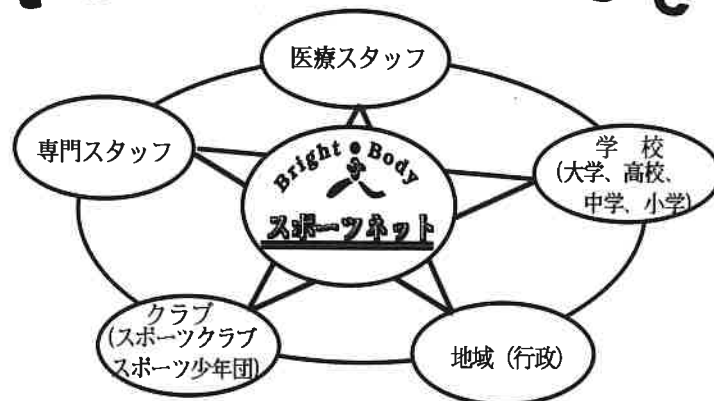 医療スタッフ
専門スタッフ
学　校
(大学、高校、
中学、小学)
Bright Body
スポーツネット
クラブ
(スポーツクラブ
スポーツ少年団)
地域（行政）